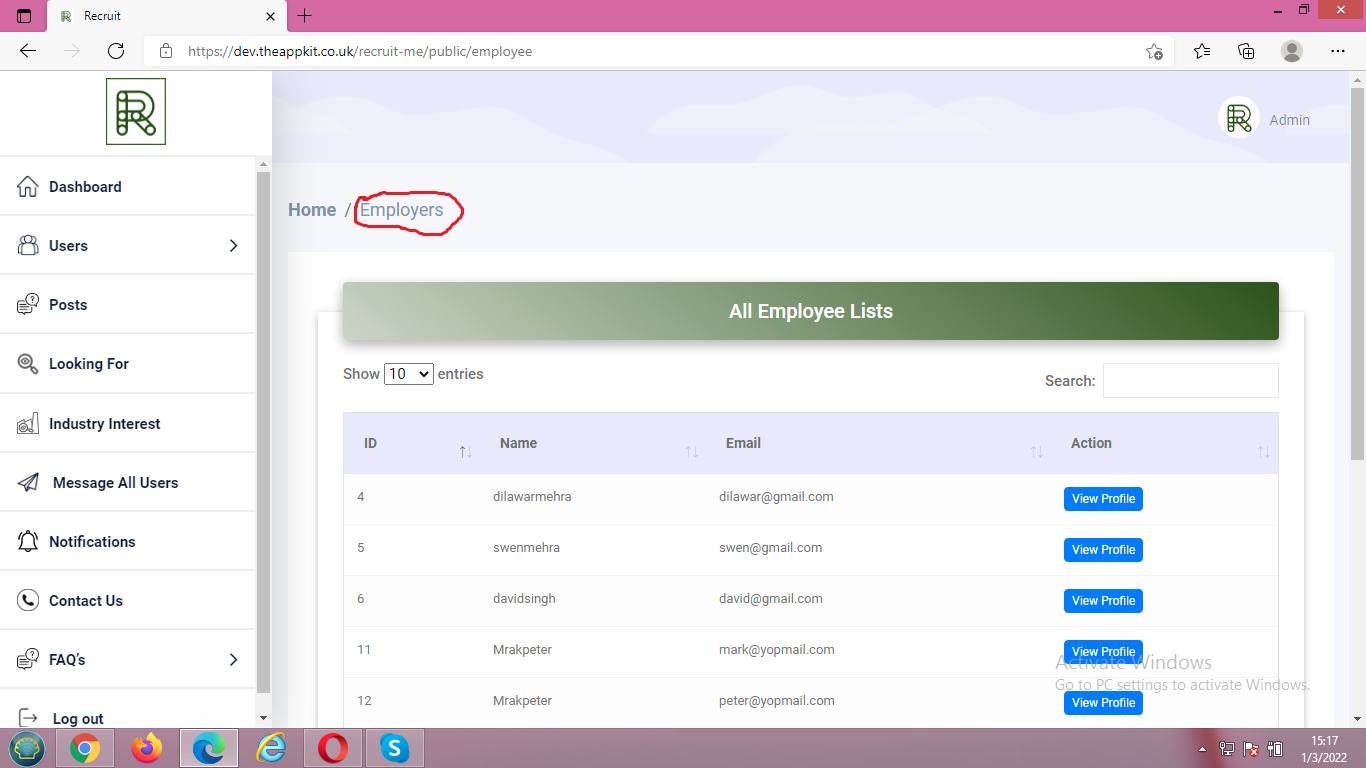 Recruit
https://dev.theappkit.co.uk/recruit-me/public/employee
R
Admin
Dashboard
Users
Posts
Looking For
Industry Interest
Message All Users
Notifications
Contact Us
FAQ's
Log out
Home / Employers
All Employee Lists
Show 10 entries
Search:
ID Name Email Action
4 dilawarmehra dilawar@gmail.com View Profile
5 swenmehra swen@gmail.com View Profile
6 davidsingh david@gmail.com View Profile
11 Mrakpeter mark@yopmail.com View Profile
12 Mrakpeter peter@yopmail.com View Profile
Activate Windows
Go to PC settings to activate Windows.
15:17
1/3/2022